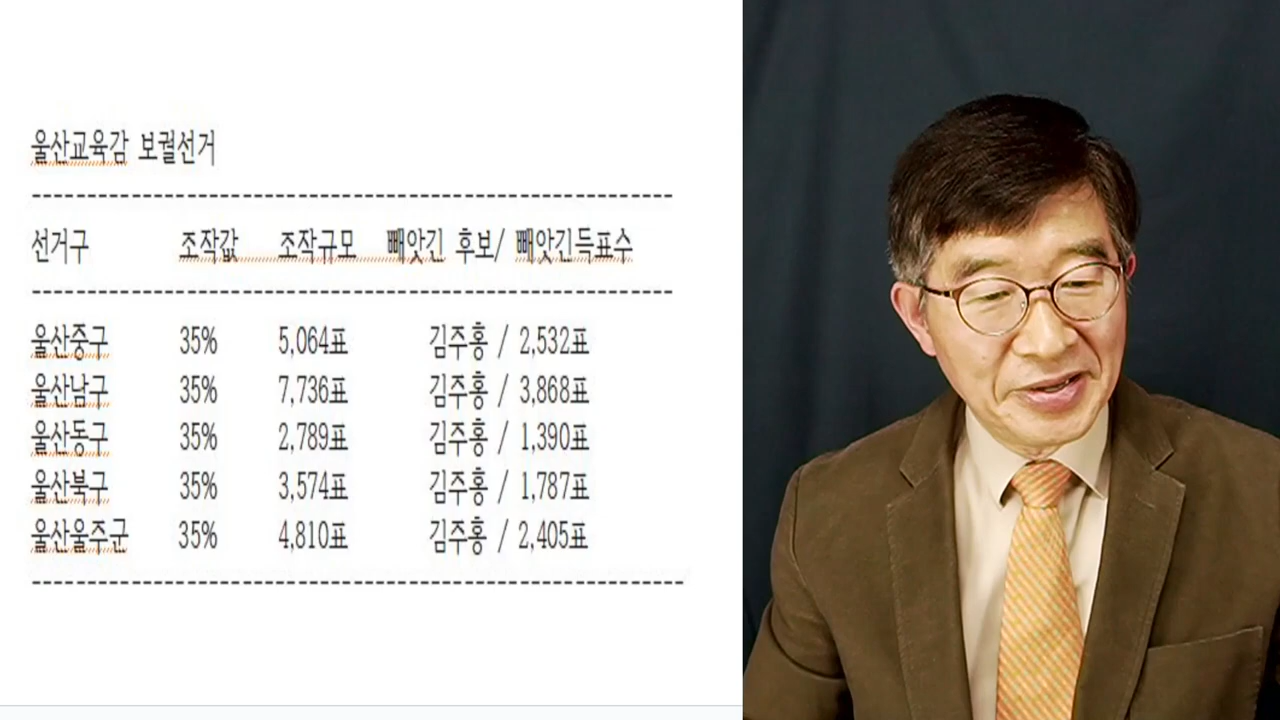 울산교육감 보궐선거
선거구 조작값 조작규모 빼앗긴 후보/ 빼앗긴득표수
울산중구 35% 5,064표 김주홍 / 2,532표
울산남구 35% 7,736표 김주홍 / 3,868표
울산동구 35% 2,789표 김주홍 / 1,390표
울산북구 35% 3,574표 김주홍 / 1,787표
울산울주군 35% 4,810표 김주홍 / 2,405표